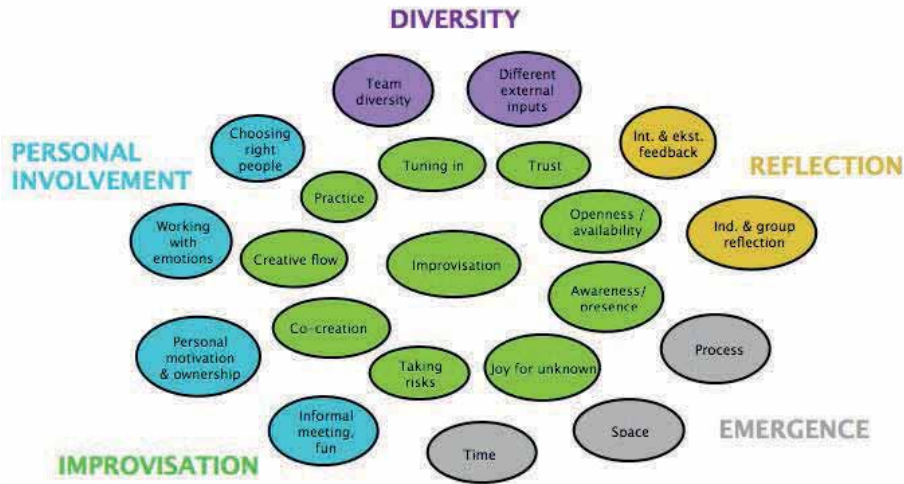 DIVERSITY
Team
diversity
Different
external
inputs
Choosing
right
people
Int. & ekst.
feedback
PERSONAL
INVOLVEMENT
Tuning in
Trust
REFLECTION
Practice
Openness /
availability
Working
with
emotions
Ind. & group
reflection
Creative flow
Improvisation
Awareness/
presence
Co-creation
Personal
motivation
& ownership
Process
Taking
risks
Joy for unknown
Informal
meeting,
fun
Space
EMERGENCE
Time
IMPROVISATION